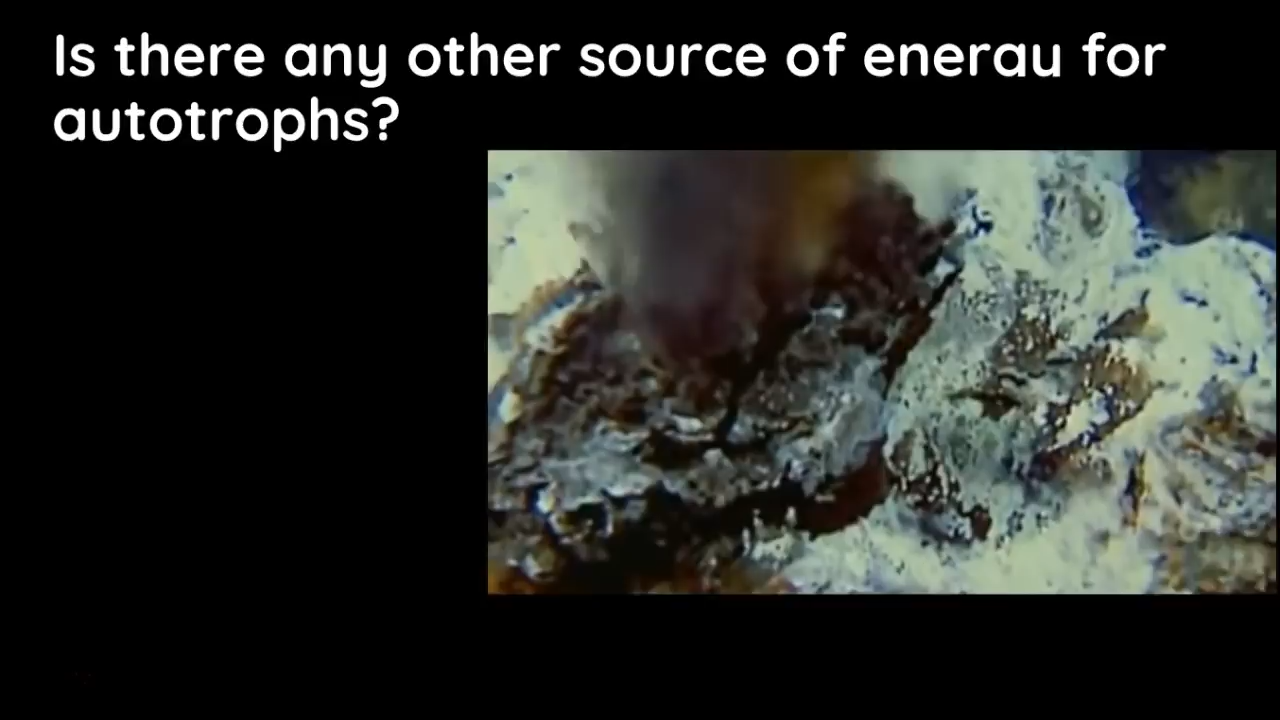 Is there any other source of enerau for
autotrophs?